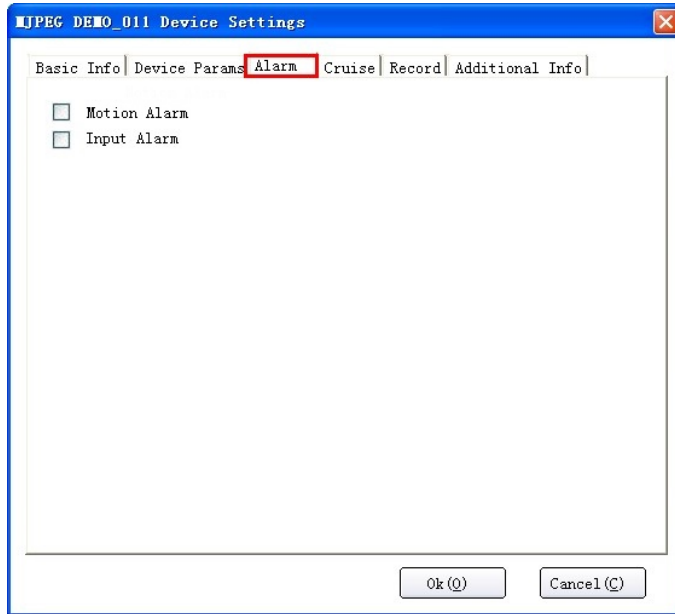 MJPEG DEMO_011 Device Settings
Basic Info Device Params Alarm Cruise Record Additional Info
Motion Alarm
Input Alarm
Ok(O) Cancel(C)